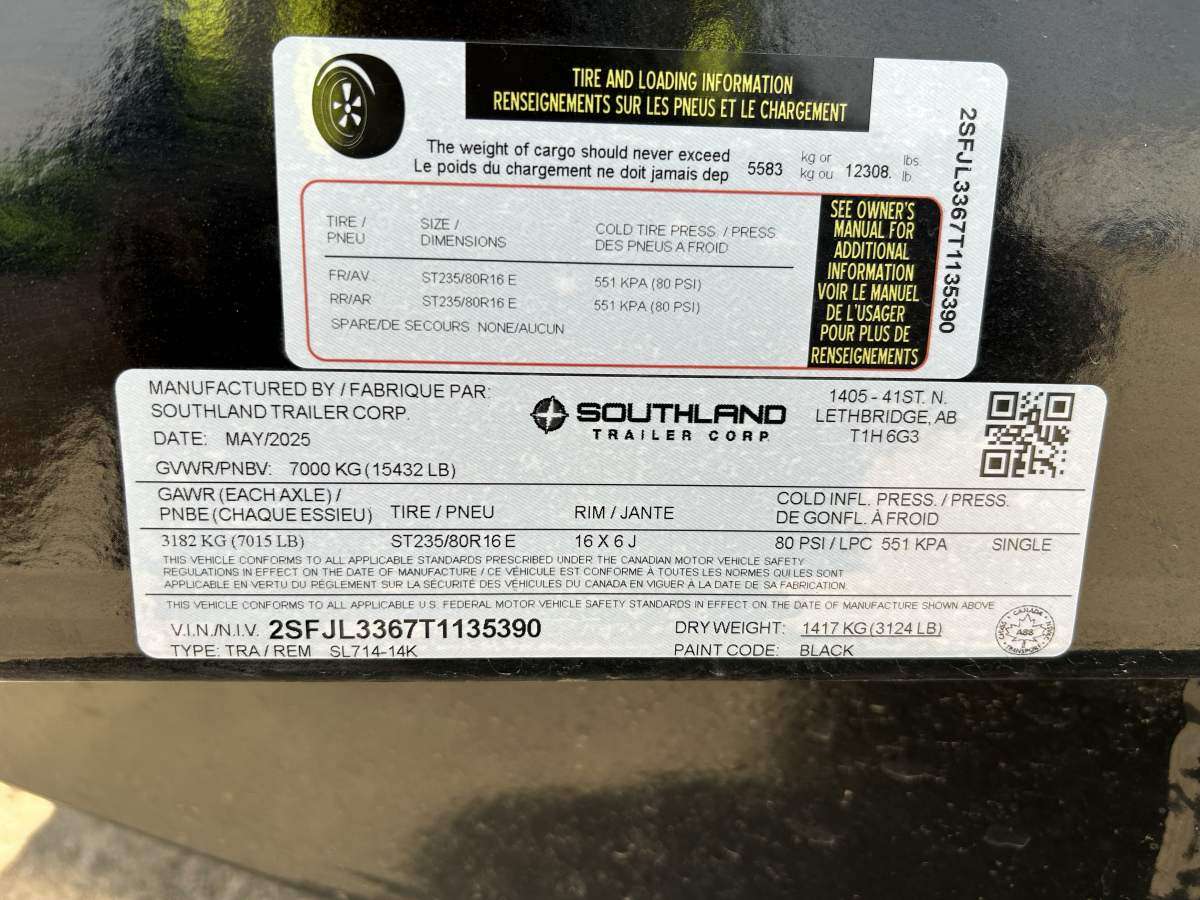 TIRE AND LOADING INFORMATION
RENSEIGNEMENTS SUR LES PNEUS ET LE CHARGEMENT
The weight of cargo should never exceed 5583 kg or 12308. lbs.
Le poids du chargement ne doit jamais dep kg ou lb.
TIRE / SIZE / COLD TIRE PRESS. / PRESS.
PNEU DIMENSIONS DES PNEUS A FROID
FR/AV ST235/80R16 E 551 KPA (80 PSI)
RR/AR ST235/80R16 E 551 KPA (80 PSI)
SPARE/DE SECOURS NONE/AUCUN
SEE OWNER'S
MANUAL FOR
ADDITIONAL
INFORMATION
VOIR LE MANUEL
DE L'USAGER
POUR PLUS DE
RENSEIGNEMENTS
2SFJL3367T1135390
MANUFACTURED BY / FABRIQUE PAR:
SOUTHLAND TRAILER CORP.
DATE: MAY/2025
GVWR/PNBV: 7000 KG (15432 LB)
SOUTHLAND
TRAILER CORP
1405 - 41ST. N.
LETHBRIDGE, AB
T1H 6G3
GAWR (EACH AXLE) / COLD INFL. PRESS. / PRESS.
PNBE (CHAQUE ESSIEU) TIRE / PNEU RIM / JANTE DE GONFL. À FROID
3182 KG (7015 LB) ST235/80R16 E 16 X 6 J 80 PSI / LPC 551 KPA SINGLE
THIS VEHICLE CONFORMS TO ALL APPLICABLE STANDARDS PRESCRIBED UNDER THE CANADIAN MOTOR VEHICLE SAFETY
REGULATIONS IN EFFECT ON THE DATE OF MANUFACTURE / CE VÉHICULE EST CONFORME À TOUTES LES NORMES QUI LES SONT
APPLICABLE EN VERTU DU RÈGLEMENT SUR LA SÉCURITÉ DES VÉHICULES DU CANADA EN VIGUER À LA DATE DE SA FABRICATION
THIS VEHICLE CONFORMS TO ALL APPLICABLE U.S. FEDERAL MOTOR VEHICLE SAFETY STANDARDS IN EFFECT ON THE DATE OF MANUFACTURE SHOWN ABOVE
V.I.N./N.I.V. 2SFJL3367T1135390 DRY WEIGHT: 1417 KG (3124 LB)
TYPE: TRA / REM SL714-14K PAINT CODE: BLACK
CANADA
TRANSPORT